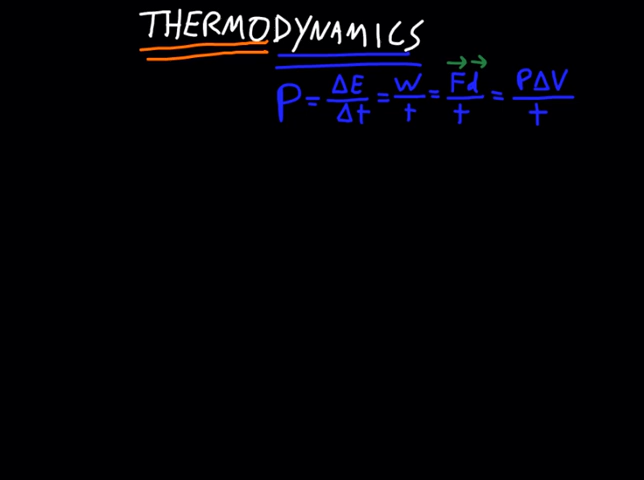 THERMODYNAMICS
P = ΔE/Δt = W/t = F⃗d⃗/t = PΔV/t